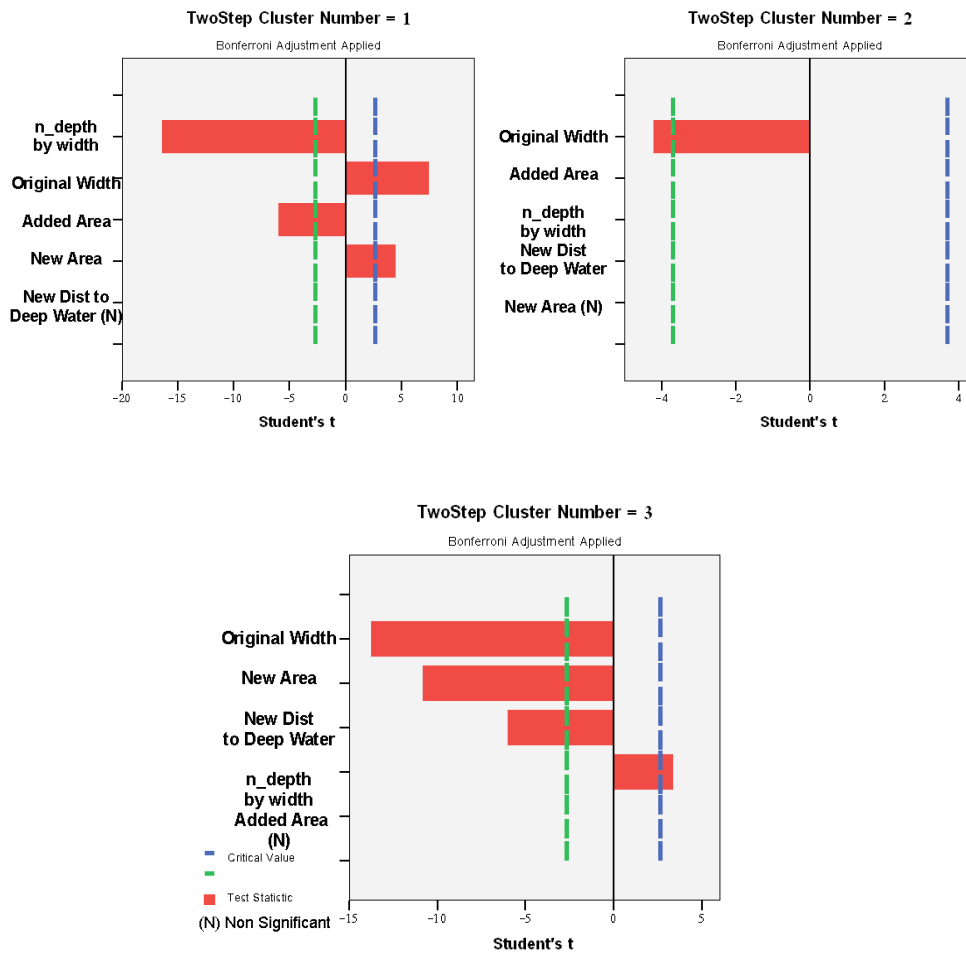 TwoStep Cluster Number = 1
Bonferroni Adjustment Applied
n_depth
by width
Original Width
Added Area
New Area
New Dist to
Deep Water (N)
-20 -15 -10 -5 0 5 10
Student's t
TwoStep Cluster Number = 2
Bonferroni Adjustment Applied
Original Width
Added Area
n_depth
by width
New Dist
to Deep Water
New Area (N)
-4 -2 0 2 4
Student's t
TwoStep Cluster Number = 3
Bonferroni Adjustment Applied
Original Width
New Area
New Dist
to Deep Water
n_depth
by width
Added Area
(N)
Critical Value
Test Statistic
(N) Non Significant
-15 -10 -5 0 5
Student's t